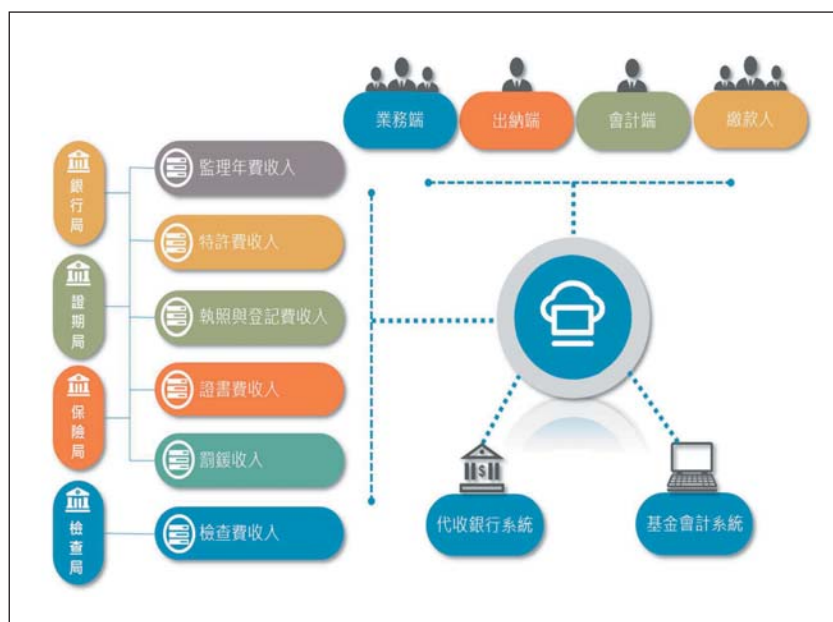 業務端
出納端
會計端
繳款人
銀行局
證期局
保險局
檢查局
監理年費收入
特許費收入
執照與登記費收入
證書費收入
罰鍰收入
檢查費收入
$
代收銀行系統
基金會計系統